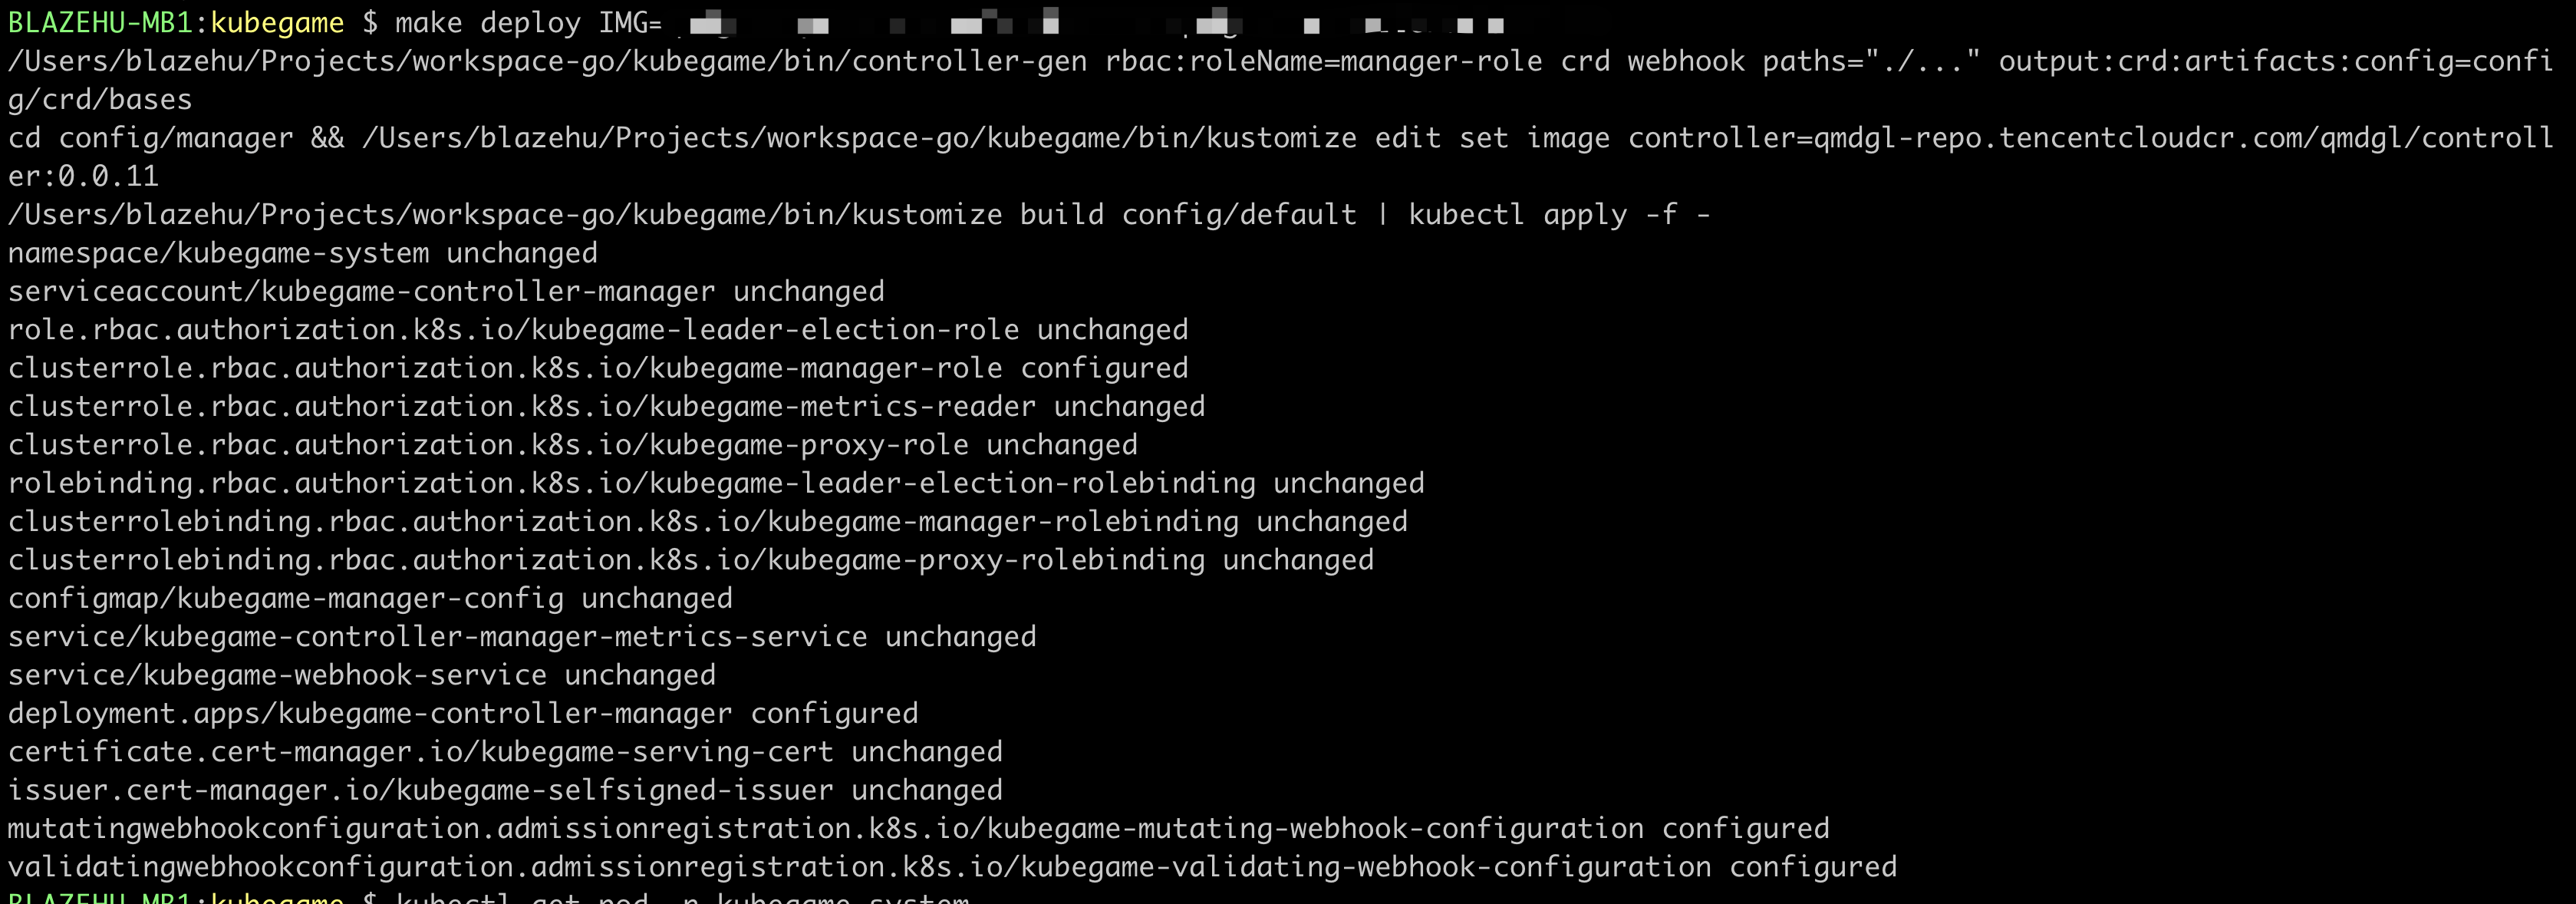 BLAZEHU-MB1:kubegame $ make deploy IMG=
/Users/blazehu/Projects/workspace-go/kubegame/bin/controller-gen rbac:roleName=manager-role crd webhook paths="./..." output:crd:artifacts:config=confi
g/crd/bases
cd config/manager && /Users/blazehu/Projects/workspace-go/kubegame/bin/kustomize edit set image controller=qmdgl-repo.tencentcloudcr.com/qmdgl/controll
er:0.0.11
/Users/blazehu/Projects/workspace-go/kubegame/bin/kustomize build config/default | kubectl apply -f -
namespace/kubegame-system unchanged
serviceaccount/kubegame-controller-manager unchanged
role.rbac.authorization.k8s.io/kubegame-leader-election-role unchanged
clusterrole.rbac.authorization.k8s.io/kubegame-manager-role configured
clusterrole.rbac.authorization.k8s.io/kubegame-metrics-reader unchanged
clusterrole.rbac.authorization.k8s.io/kubegame-proxy-role unchanged
rolebinding.rbac.authorization.k8s.io/kubegame-leader-election-rolebinding unchanged
clusterrolebinding.rbac.authorization.k8s.io/kubegame-manager-rolebinding unchanged
clusterrolebinding.rbac.authorization.k8s.io/kubegame-proxy-rolebinding unchanged
configmap/kubegame-manager-config unchanged
service/kubegame-controller-manager-metrics-service unchanged
service/kubegame-webhook-service unchanged
deployment.apps/kubegame-controller-manager configured
certificate.cert-manager.io/kubegame-serving-cert unchanged
issuer.cert-manager.io/kubegame-selfsigned-issuer unchanged
mutatingwebhookconfiguration.admissionregistration.k8s.io/kubegame-mutating-webhook-configuration configured
validatingwebhookconfiguration.admissionregistration.k8s.io/kubegame-validating-webhook-configuration configured
BLAZEHU-MB1:kubegame $ kubectl get pod -n kubegame-system